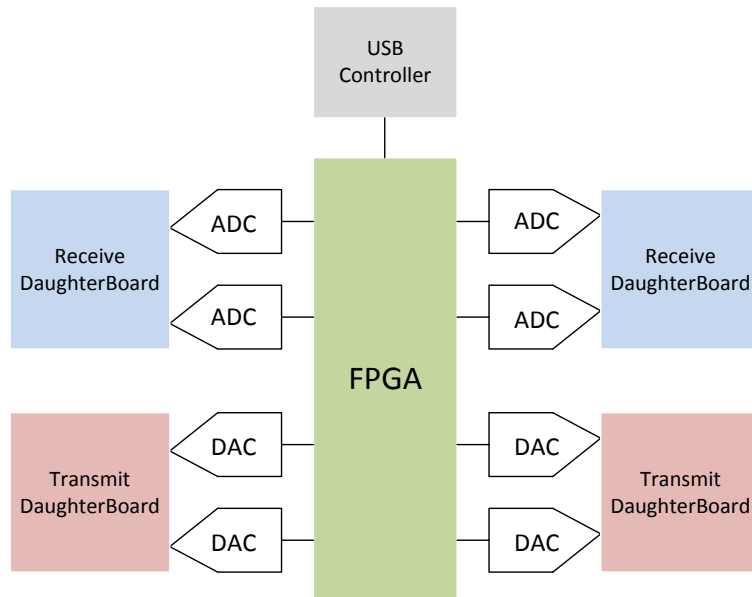 USB
Controller
ADC
ADC
Receive
DaughterBoard
Receive
DaughterBoard
ADC
ADC
FPGA
DAC
DAC
Transmit
DaughterBoard
Transmit
DaughterBoard
DAC
DAC